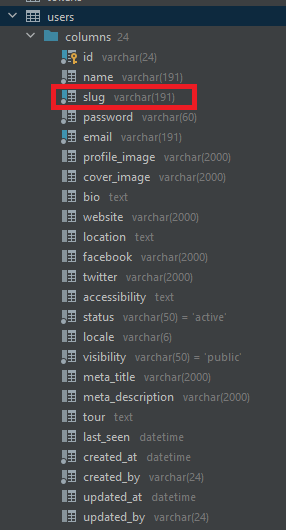 users
columns 24
id varchar(24)
name varchar(191)
slug varchar(191)
password varchar(60)
email varchar(191)
profile_image varchar(2000)
cover_image varchar(2000)
bio text
website varchar(2000)
location text
facebook varchar(2000)
twitter varchar(2000)
accessibility text
status varchar(50) = 'active'
locale varchar(6)
visibility varchar(50) = 'public'
meta_title varchar(2000)
meta_description varchar(2000)
tour text
last_seen datetime
created_at datetime
created_by varchar(24)
updated_at datetime
updated_by varchar(24)